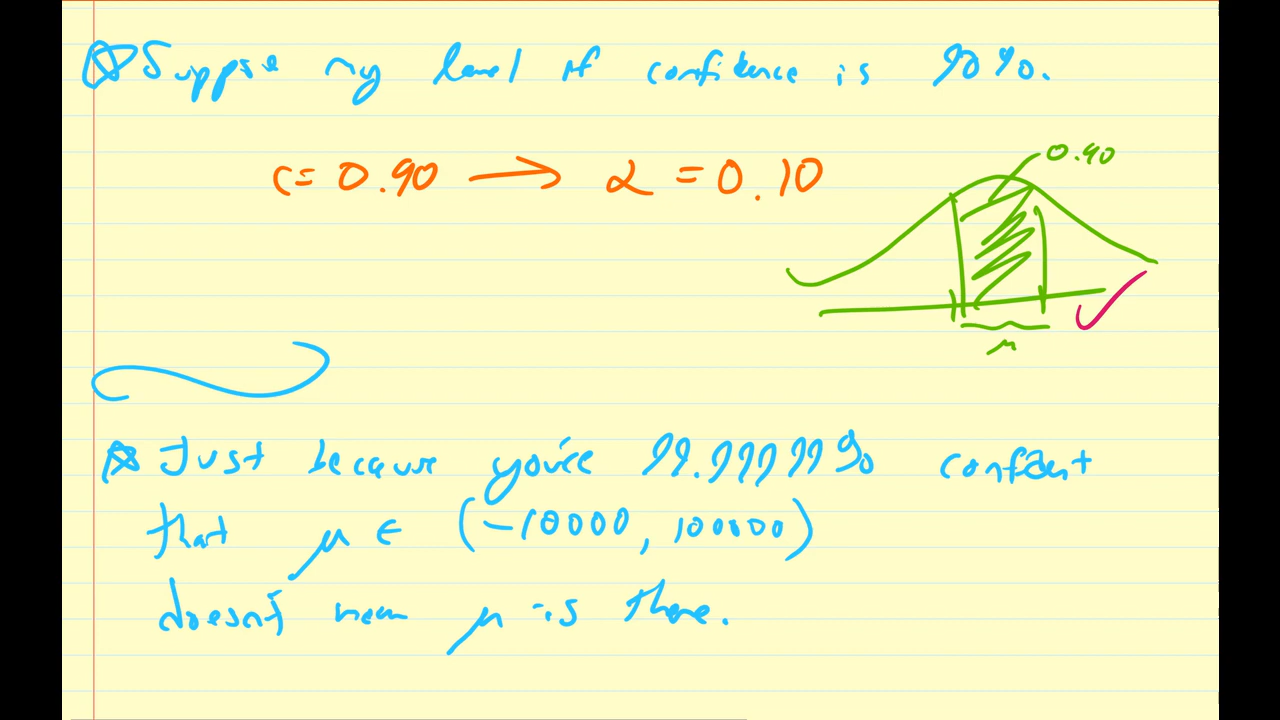 Suppose my level of confidence is 90%.
c = 0.90 → α = 0.10
0.90
μ
Just because you're 99.99999% confident
that μ ∈ (-10000, 100000)
doesn't mean μ is there.